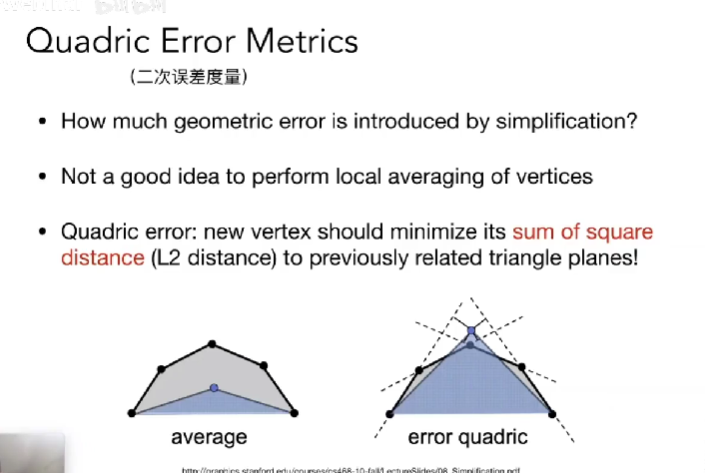 Quadric Error Metrics
(二次误差度量)
• How much geometric error is introduced by simplification?
• Not a good idea to perform local averaging of vertices
• Quadric error: new vertex should minimize its sum of square
distance (L2 distance) to previously related triangle planes!
average
error quadric
http://graphics.stanford.edu/courses/cs468-10-fall/LectureSlides/08_Simplification.pdf